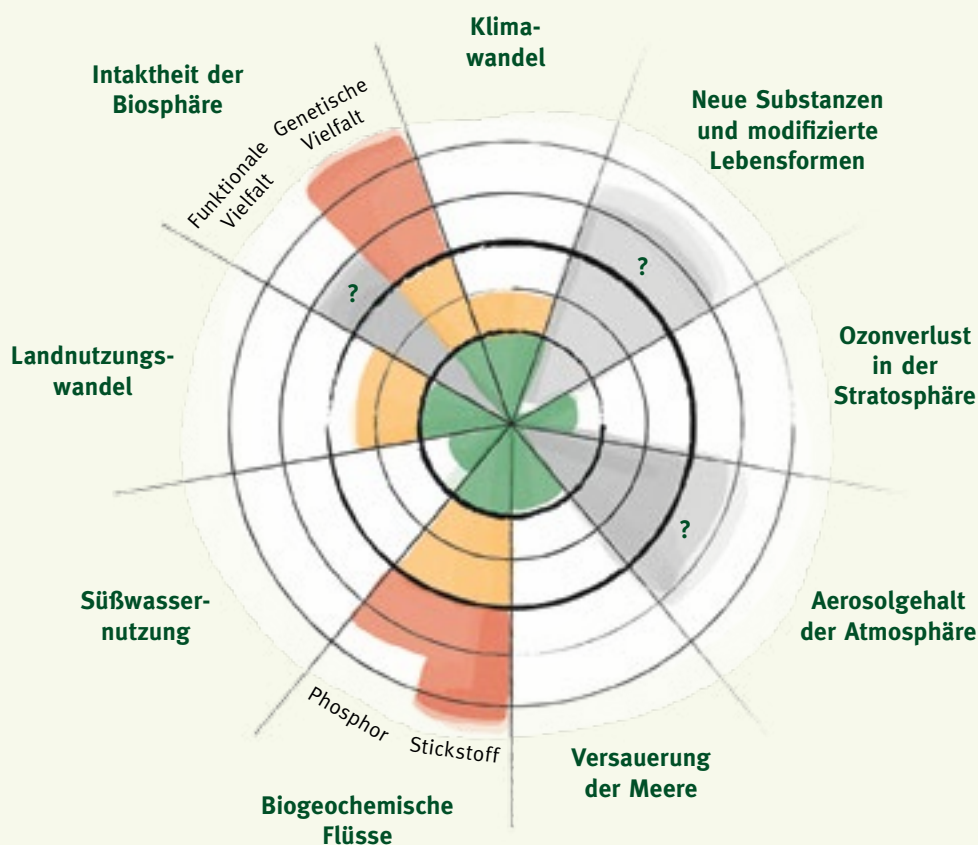 Klima-
wandel
Intaktheit der
Biosphäre
Genetische
Vielfalt
Funktionale
Vielfalt
Neue Substanzen
und modifizierte
Lebensformen
?
?
Landnutzungs-
wandel
Ozonverlust
in der
Stratosphäre
?
Süßwasser-
nutzung
Aerosolgehalt
der Atmosphäre
Phosphor
Stickstoff
Versauerung
der Meere
Biogeochemische
Flüsse